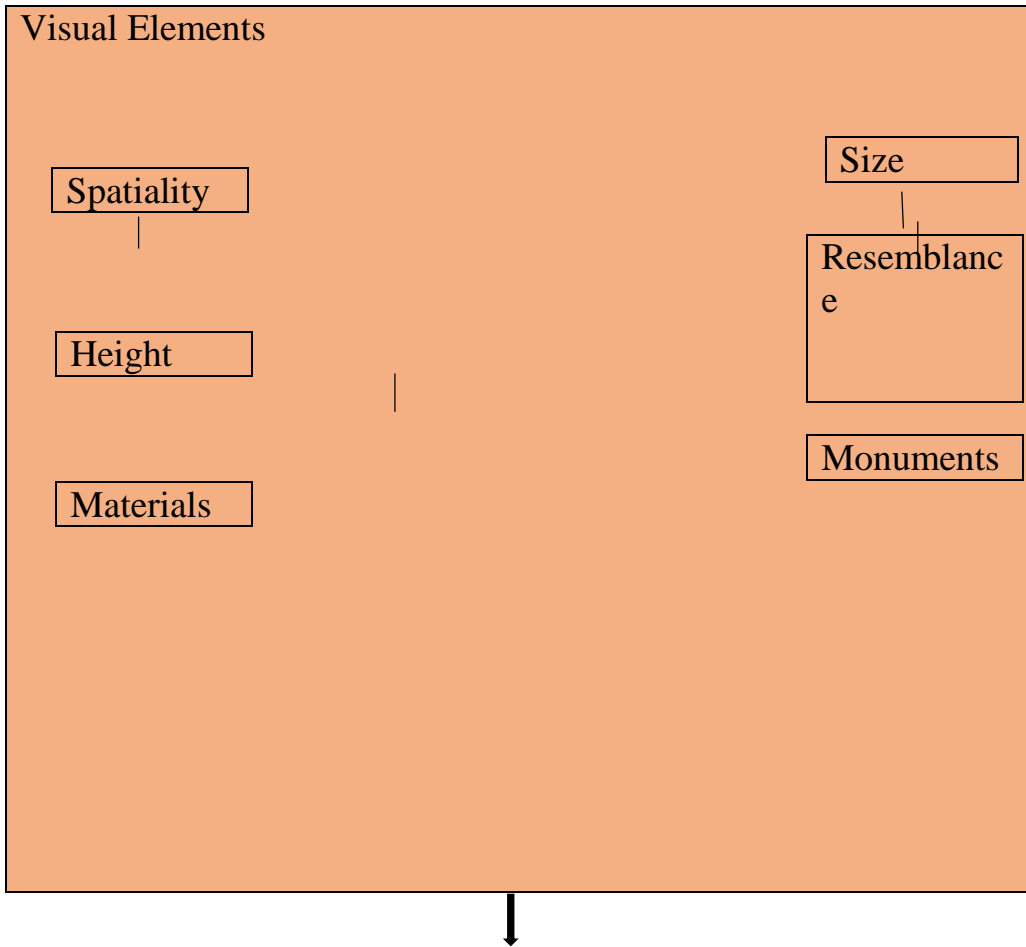 Visual Elements
Size
Spatiality
Resemblanc
e
Height
Monuments
Materials